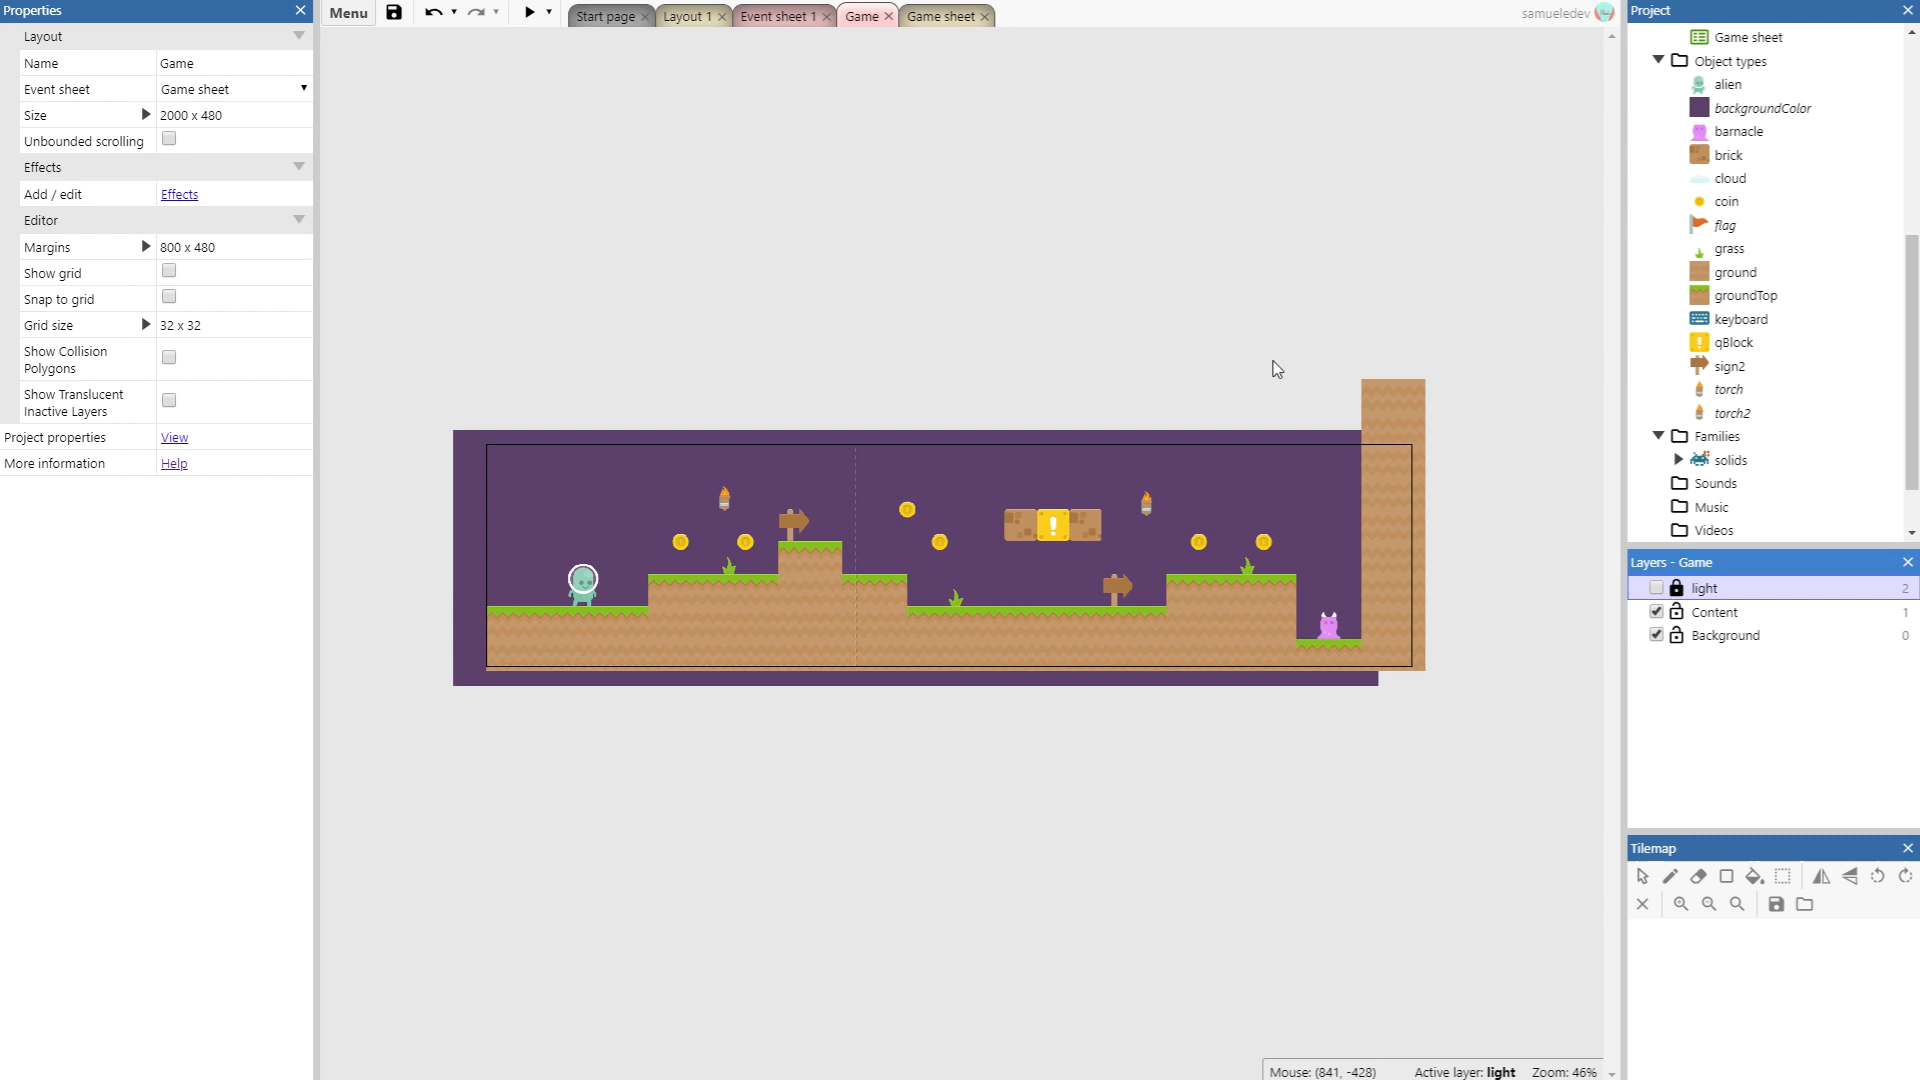 Properties
Layout
Name Game
Event sheet Game sheet
Size 2000 x 480
Unbounded scrolling
Effects
Add / edit Effects
Editor
Margins 800 x 480
Show grid
Snap to grid
Grid size 32 x 32
Show Collision
Polygons
Show Translucent
Inactive Layers
Project properties View
More information Help
Menu Start page Layout 1 Event sheet 1 Game Game sheet samueledev
Mouse: (841, -428) Active layer: light Zoom: 46%
Project
Game sheet
Object types
alien
backgroundColor
barnacle
brick
cloud
coin
flag
grass
ground
groundTop
keyboard
qBlock
sign2
torch
torch2
Families
solids
Sounds
Music
Videos
Layers - Game
light 2
Content 1
Background 0
Tilemap